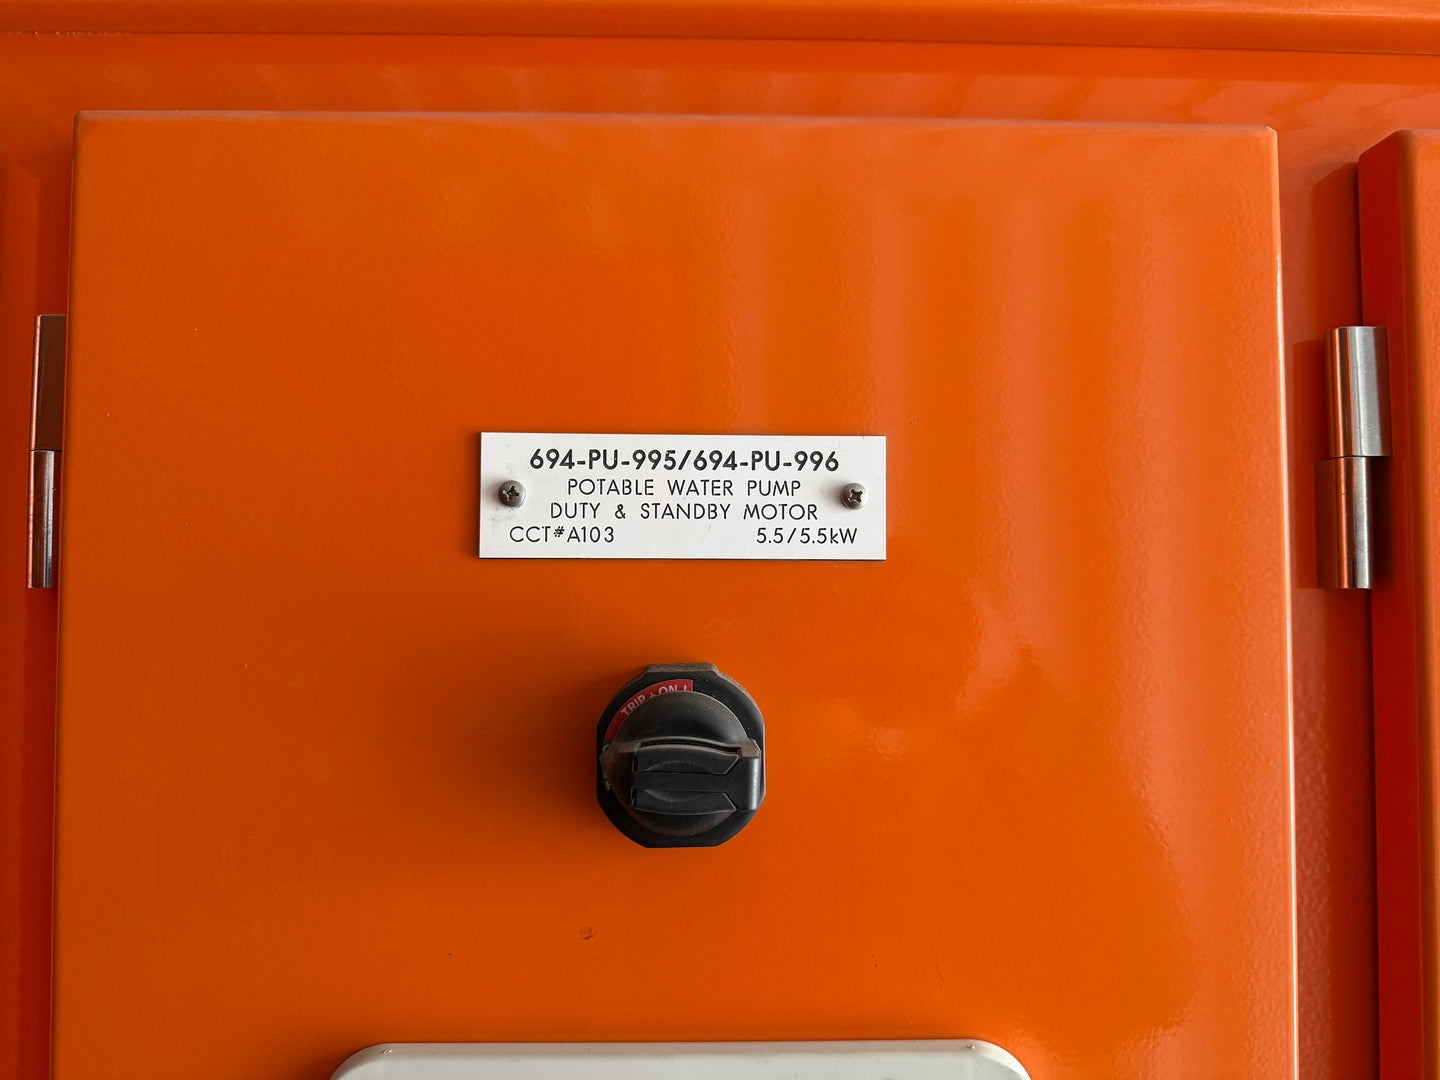 694-PU-995/694-PU-996
POTABLE WATER PUMP
DUTY & STANDBY MOTOR
CCT#A103 5.5/5.5kW
TRIP + ON I